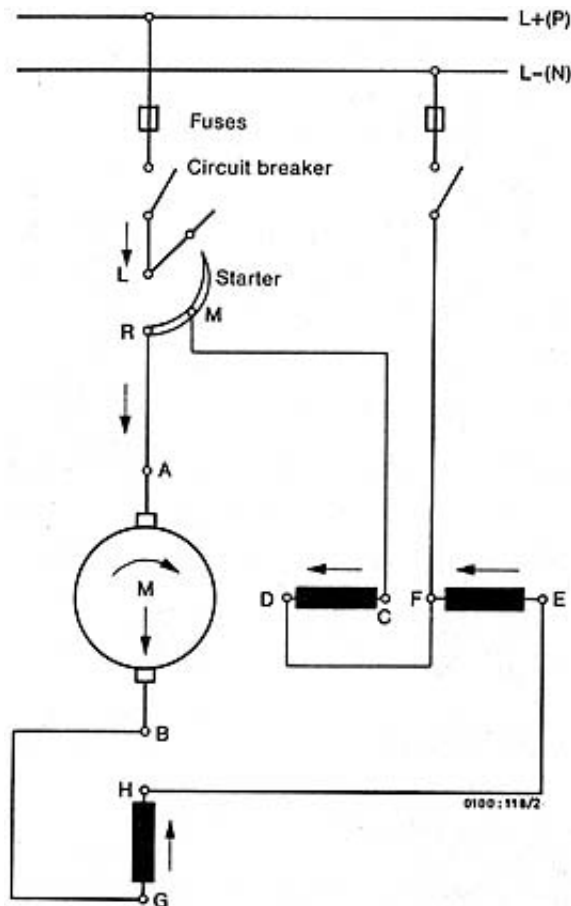 L+(P)
L-(N)
Fuses
Circuit breaker
L
Starter
M
R
A
M
D
C
F
E
B
H
0100:118/2
G